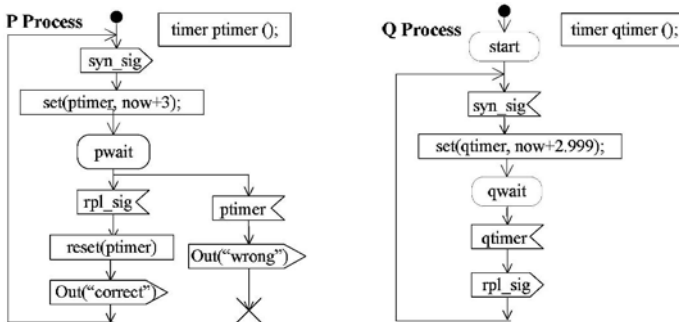 P Process
timer ptimer ();
syn_sig
set(ptimer, now+3);
pwait
rpl_sig
ptimer
reset(ptimer)
Out("wrong")
Out("correct")
Q Process
timer qtimer ();
start
syn_sig
set(qtimer, now+2.999);
qwait
qtimer
rpl_sig